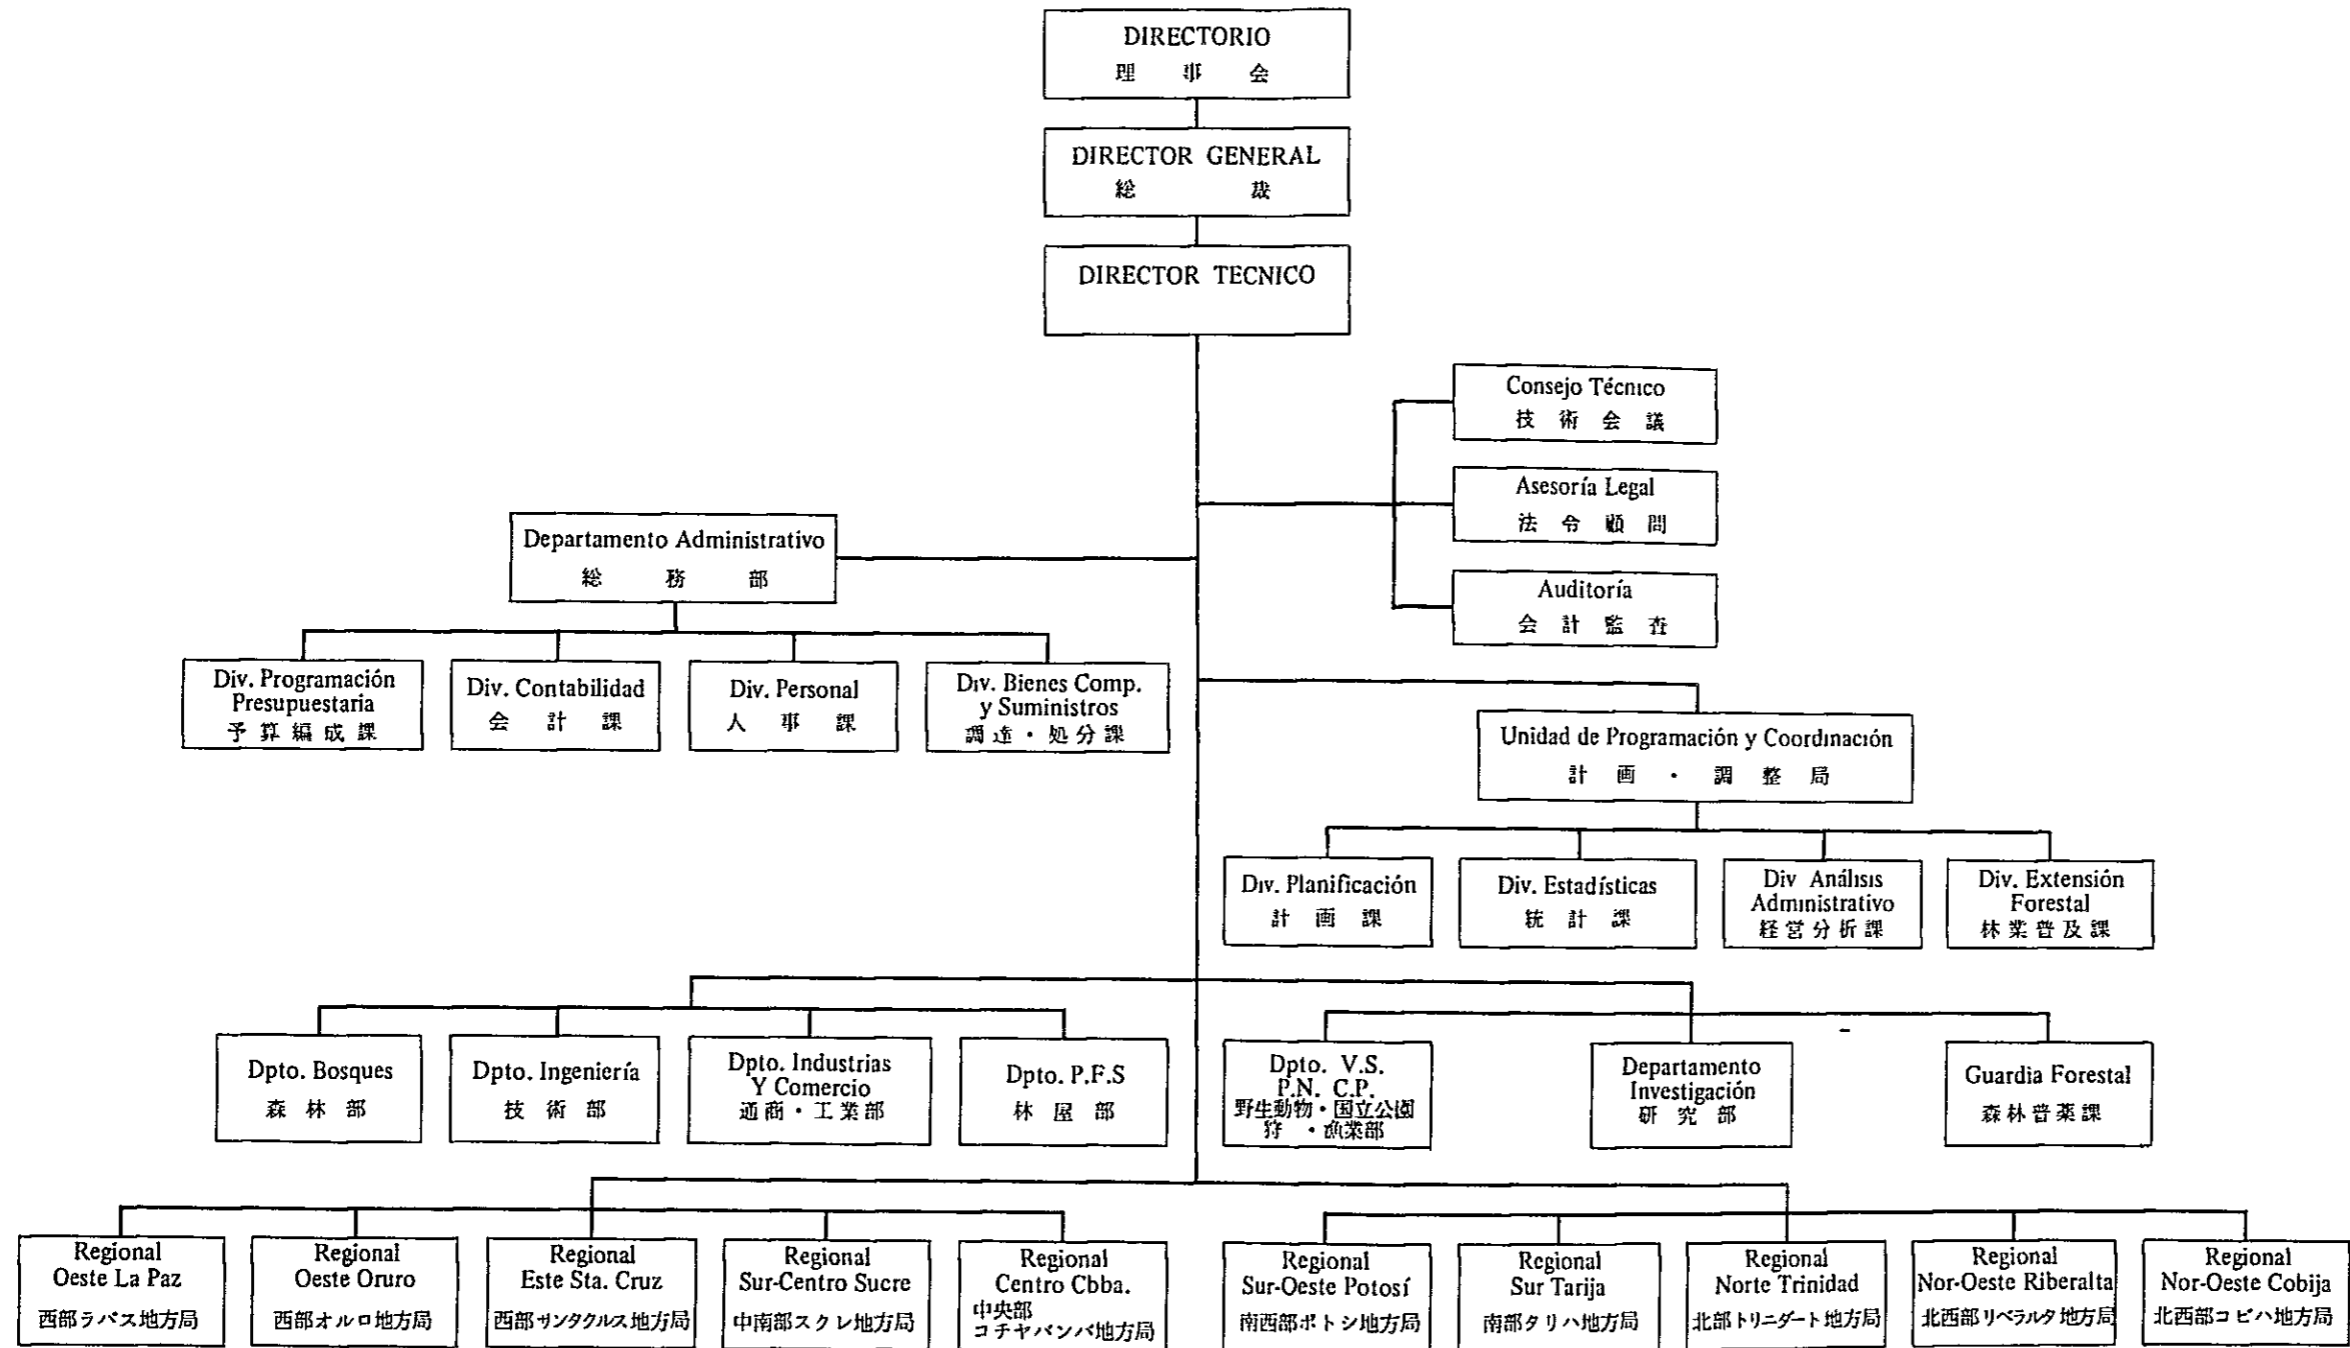 DIRECTORIO
理事会
DIRECTOR GENERAL
総裁
DIRECTOR TECNICO
Consejo Técnico
技術会議
Asesoría Legal
法令顧問
Auditoría
会計監査
Departamento Administrativo
総務部
Div. Programación
Presupuestaria
予算編成課
Div. Contabilidad
会計課
Div. Personal
人事課
Div. Bienes Comp.
y Suministros
調達・処分課
Unidad de Programación y Coordinación
計画・調整局
Div. Planificación
計画課
Div. Estadísticas
統計課
Div Análisis
Administrativo
経営分析課
Div. Extensión
Forestal
林業普及課
Dpto. Bosques
森林部
Dpto. Ingeniería
技術部
Dpto. Industrias
Y Comercio
通商・工業部
Dpto. P.F.S
林屋部
Dpto. V.S.
P.N. C.P.
野生動物・国立公園
狩・漁業部
Departamento
Investigación
研究部
Guardia Forestal
森林普薬課
Regional
Oeste La Paz
西部ラパス地方局
Regional
Oeste Oruro
西部オルロ地方局
Regional
Este Sta. Cruz
西部サンタクルス地方局
Regional
Sur-Centro Sucre
中南部スクレ地方局
Regional
Centro Cbba.
中央部
コチヤバンバ地方局
Regional
Sur-Oeste Potosí
南西部ポトシ地方局
Regional
Sur Tarija
南部タリハ地方局
Regional
Norte Trinidad
北部トリニダート地方局
Regional
Nor-Oeste Riberalta
北西部リベラルタ地方局
Regional
Nor-Oeste Cobija
北西部コビハ地方局